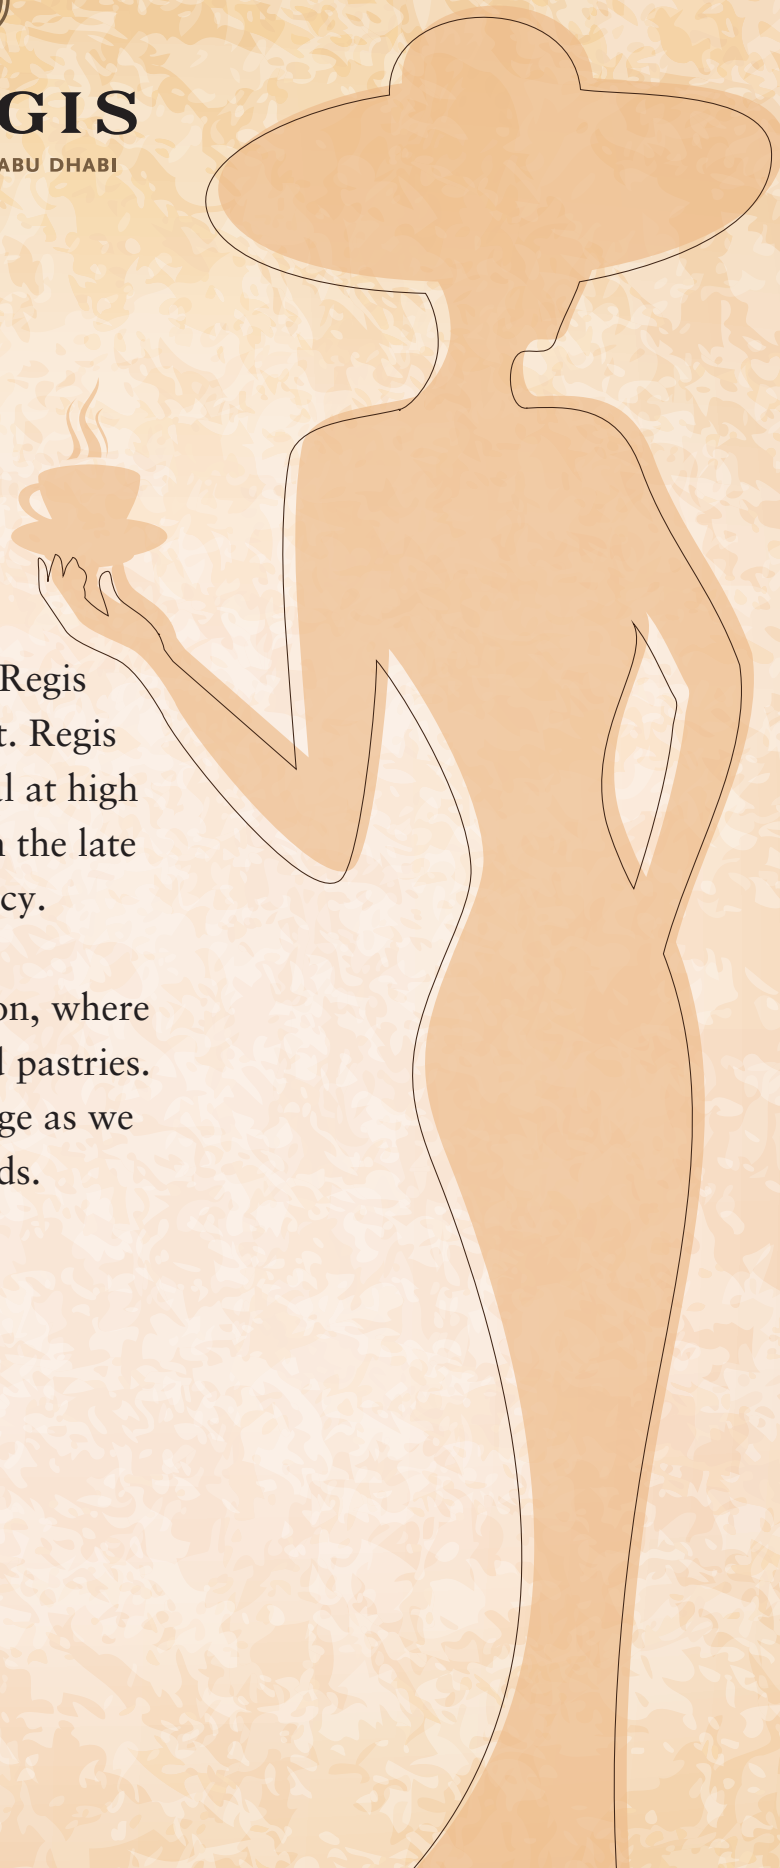 GIS
ABU DHABI
Regis
t. Regis
l at high
n the late
cy.
on, where
d pastries.
ge as we
ds.